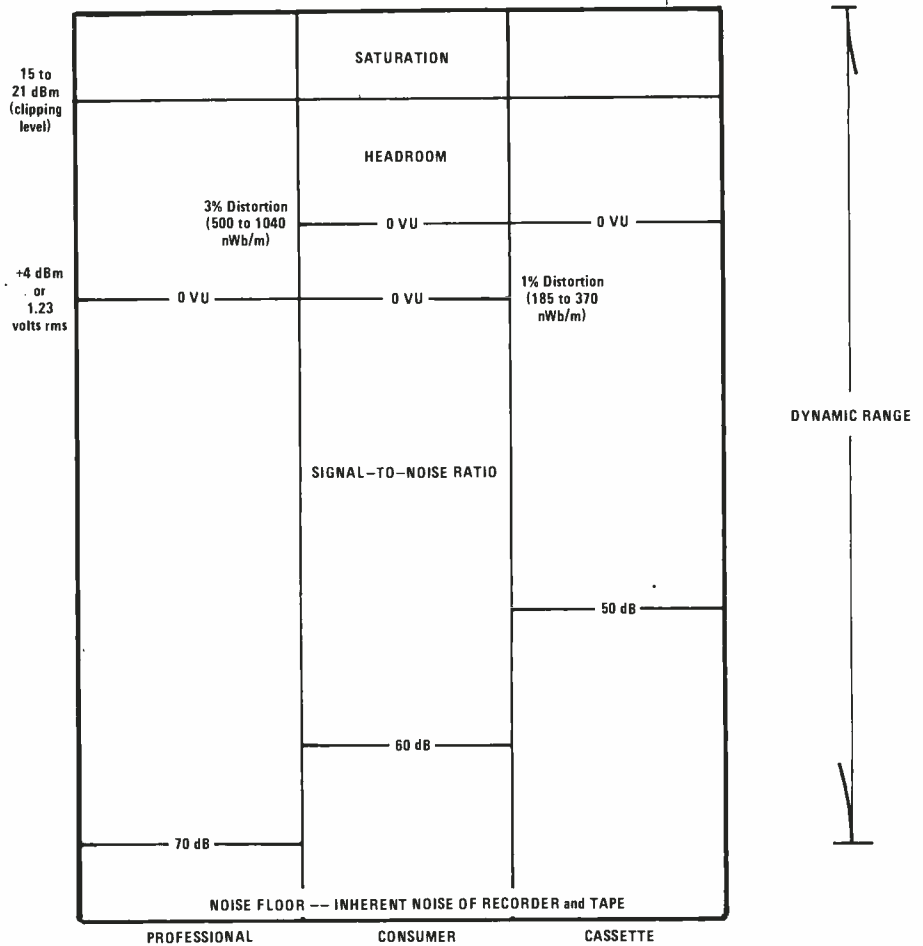 SATURATION
15 to
21 dBm
(clipping
level)
HEADROOM
3% Distortion
(500 to 1040
nWb/m)
0 VU
0 VU
+4 dBm
or
1.23
volts rms
0 VU
0 VU
1% Distortion
(185 to 370
nWb/m)
DYNAMIC RANGE
SIGNAL–TO–NOISE RATIO
50 dB
60 dB
70 dB
NOISE FLOOR –– INHERENT NOISE OF RECORDER and TAPE
PROFESSIONAL CONSUMER CASSETTE